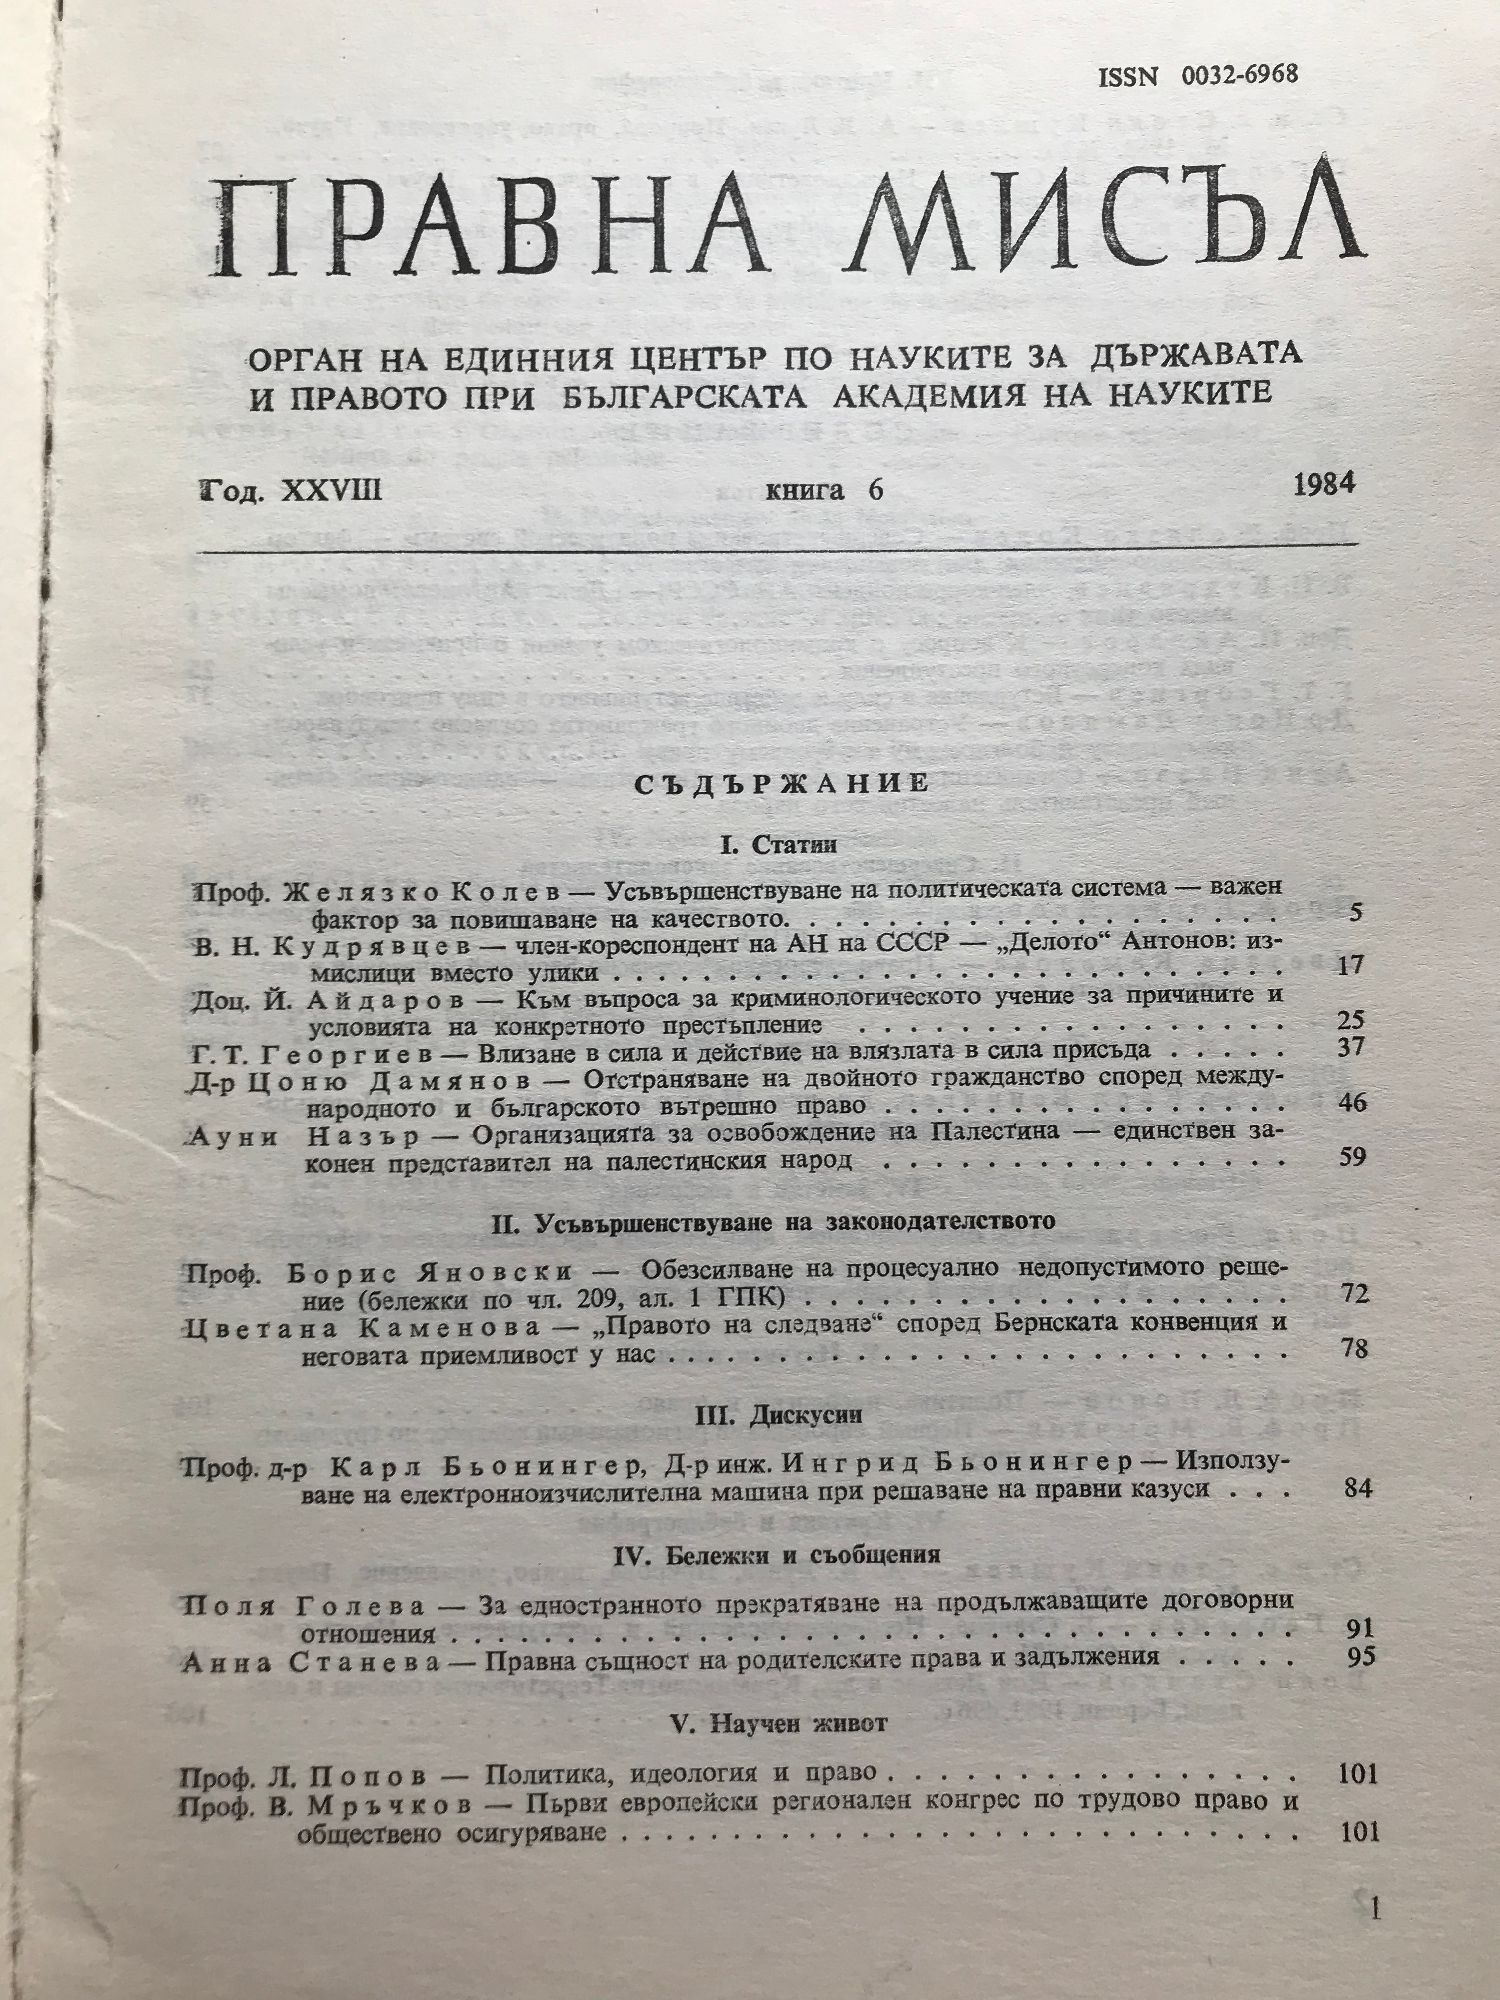 ISSN 0032-6968
ПРАВНА МИСЪЛ
ОРГАН НА ЕДИННИЯ ЦЕНТЪР ПО НАУКИТЕ ЗА ДЪРЖАВАТА
И ПРАВОТО ПРИ БЪЛГАРСКАТА АКАДЕМИЯ НА НАУКИТЕ
Год. XXVIII книга 6 1984
СЪДЪРЖАНИЕ
I. Статии
Проф. Желязко Колев — Усъвършенствуване на политическата система — важен
фактор за повишаване на качеството. . . . . . . . . . . . . . . . . . . 5
В. Н. Кудрявцев — член-кореспондент на АН на СССР — „Делото“ Антонов: из-
мислици вместо улики . . . . . . . . . . . . . . . . . . . . . . . . 17
Доц. Й. Айдаров — Към въпроса за криминологическото учение за причините и
условията на конкретното престъпление . . . . . . . . . . . . . . . 25
Г. Т. Георгиев — Влизане в сила и действие на влязлата в сила присъда . . . . . 37
Д-р Цоню Дамянов — Отстраняване на двойното гражданство според между-
народното и българското вътрешно право . . . . . . . . . . . . . . 46
Ауни Назър — Организацията за освобождение на Палестина — единствен за-
конен представител на палестинския народ . . . . . . . . . . . . . . 59
II. Усъвършенствуване на законодателството
Проф. Борис Яновски — Обезсилване на процесуално недопустимото реше-
ние (бележки по чл. 209, ал. 1 ГПК) . . . . . . . . . . . . . . . . . 72
Цветана Каменова — „Правото на следване“ според Бернската конвенция и
неговата приемливост у нас . . . . . . . . . . . . . . . . . . . . . . 78
III. Дискусии
Проф. д-р Карл Бьонингер, Д-р инж. Ингрид Бьонингер — Използу-
ване на електронноизчислителна машина при решаване на правни казуси . . . 84
IV. Бележки и съобщения
Поля Голева — За едностранното прекратяване на продължаващите договорни
отношения . . . . . . . . . . . . . . . . . . . . . . . . . . . . . . 91
Анна Станева — Правна същност на родителските права и задължения . . . . . 95
V. Научен живот
Проф. Л. Попов — Политика, идеология и право . . . . . . . . . . . . . . . . 101
Проф. В. Мръчков — Първи европейски регионален конгрес по трудово право и
обществено осигуряване . . . . . . . . . . . . . . . . . . . . . . . . 101
1